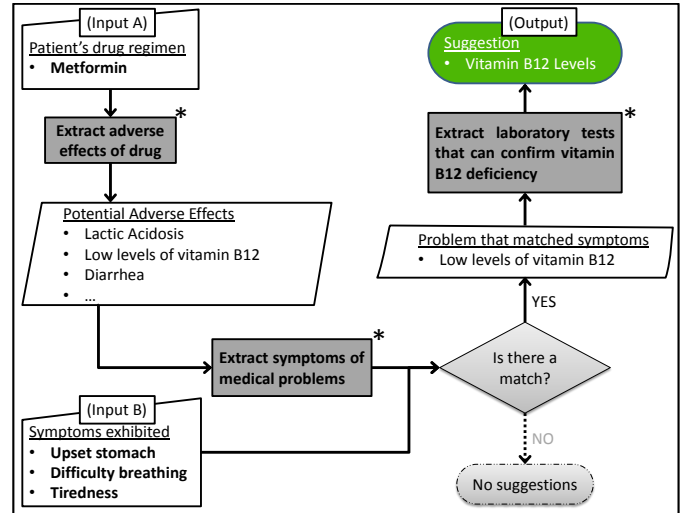 (Input A)
Patient's drug regimen
• Metformin
Extract adverse
effects of drug
*
Potential Adverse Effects
• Lactic Acidosis
• Low levels of vitamin B12
• Diarrhea
• ...
Extract symptoms of
medical problems
*
(Input B)
Symptoms exhibited
• Upset stomach
• Difficulty breathing
• Tiredness
Is there a
match?
YES
NO
No suggestions
Problem that matched symptoms
• Low levels of vitamin B12
Extract laboratory tests
that can confirm vitamin
B12 deficiency
*
(Output)
Suggestion
• Vitamin B12 Levels